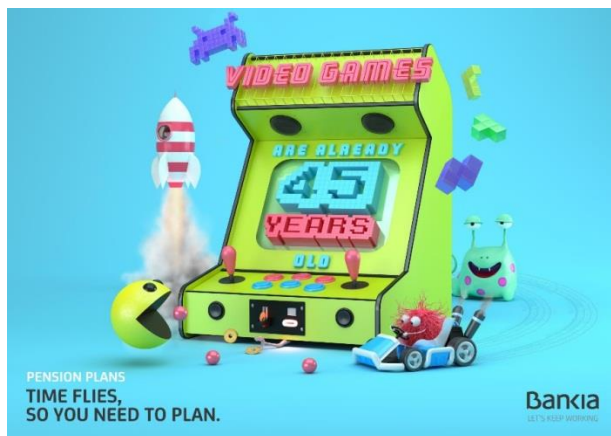 VIDEO GAMES
ARE ALREADY
45
YEARS
OLD
PENSION PLANS
TIME FLIES,
SO YOU NEED TO PLAN.
Bankia
LET'S KEEP WORKING